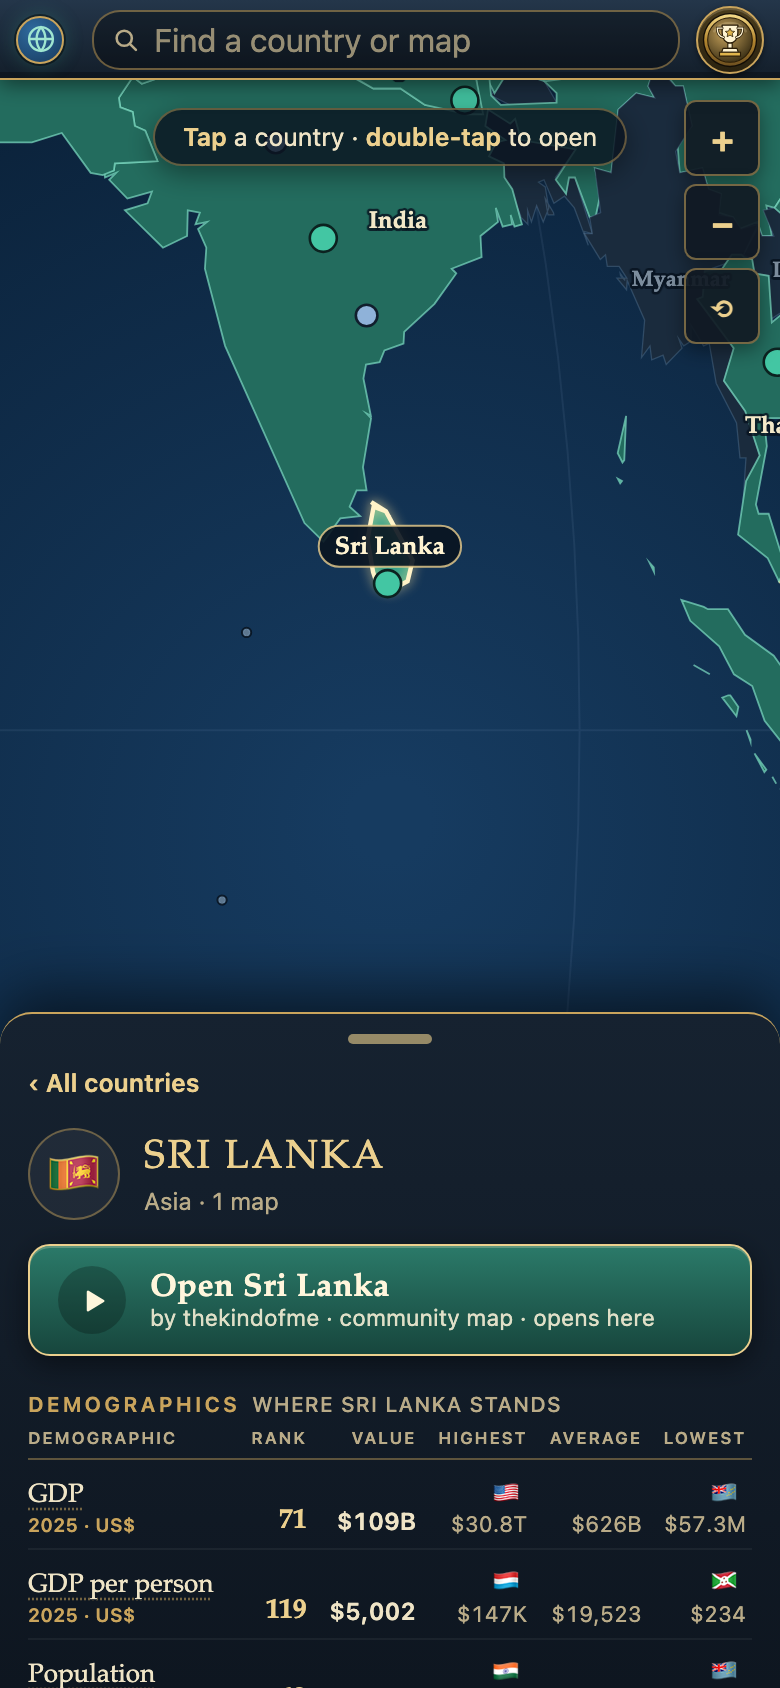 Find a country or map
Tap a country · double-tap to open
+
−
India
Myanmar
Sri Lanka
‹ All countries
SRI LANKA
Asia · 1 map
Open Sri Lanka
by thekindofme · community map · opens here
DEMOGRAPHICS WHERE SRI LANKA STANDS
DEMOGRAPHIC RANK VALUE HIGHEST AVERAGE LOWEST
GDP
2025 · US$ 71 $109B $30.8T $626B $57.3M
GDP per person
2025 · US$ 119 $5,002 $147K $19,523 $234
Population